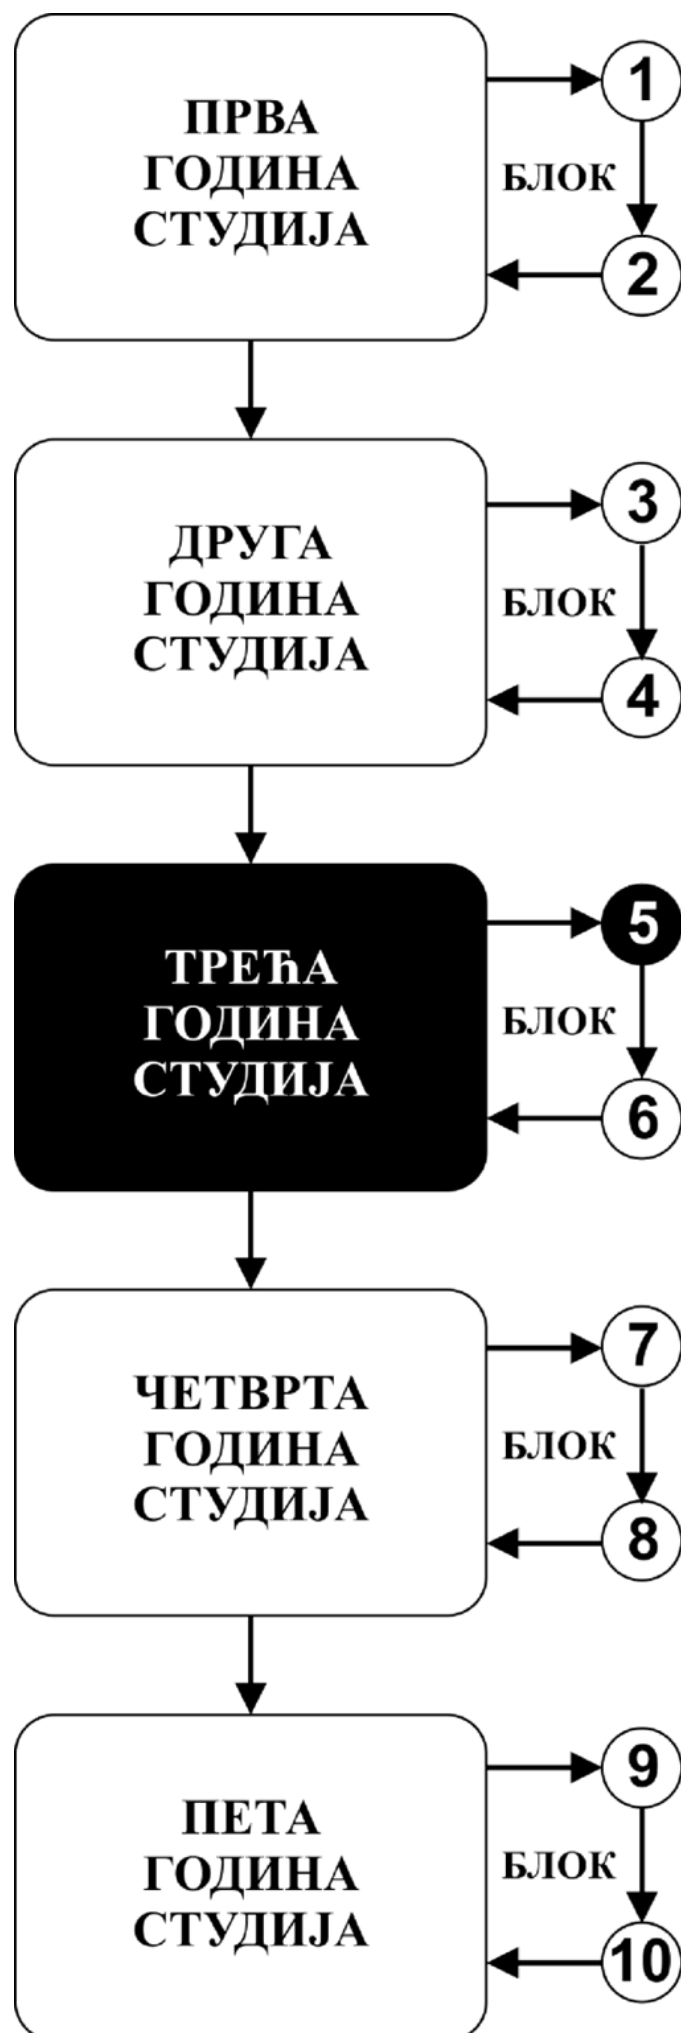 ПРВА
ГОДИНА
СТУДИЈА
1
БЛОК
2
ДРУГА
ГОДИНА
СТУДИЈА
3
БЛОК
4
ТРЕЋА
ГОДИНА
СТУДИЈА
5
БЛОК
6
ЧЕТВРТА
ГОДИНА
СТУДИЈА
7
БЛОК
8
ПЕТА
ГОДИНА
СТУДИЈА
9
БЛОК
10